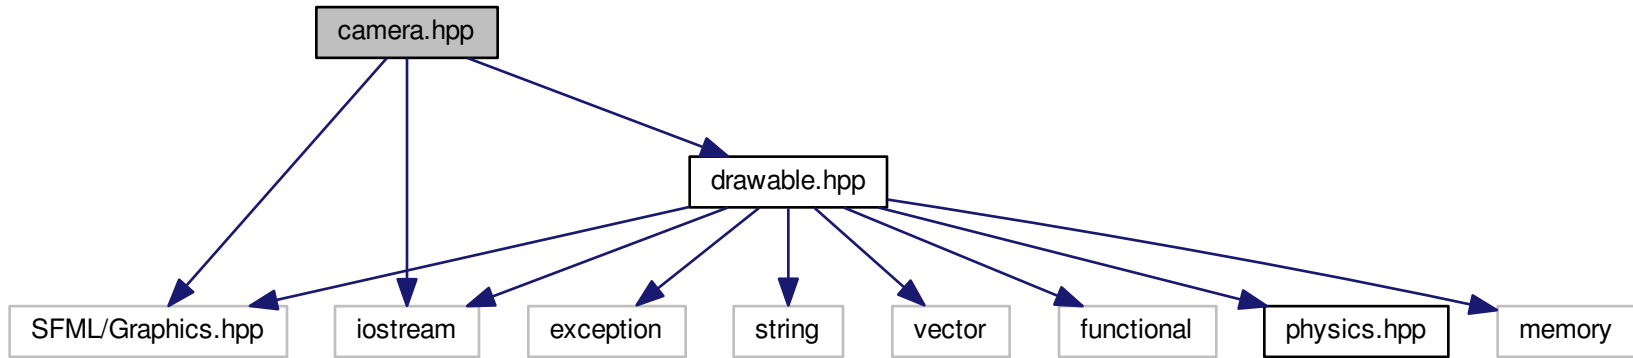 camera.hpp
drawable.hpp
SFML/Graphics.hpp
iostream
exception
string
vector
functional
physics.hpp
memory